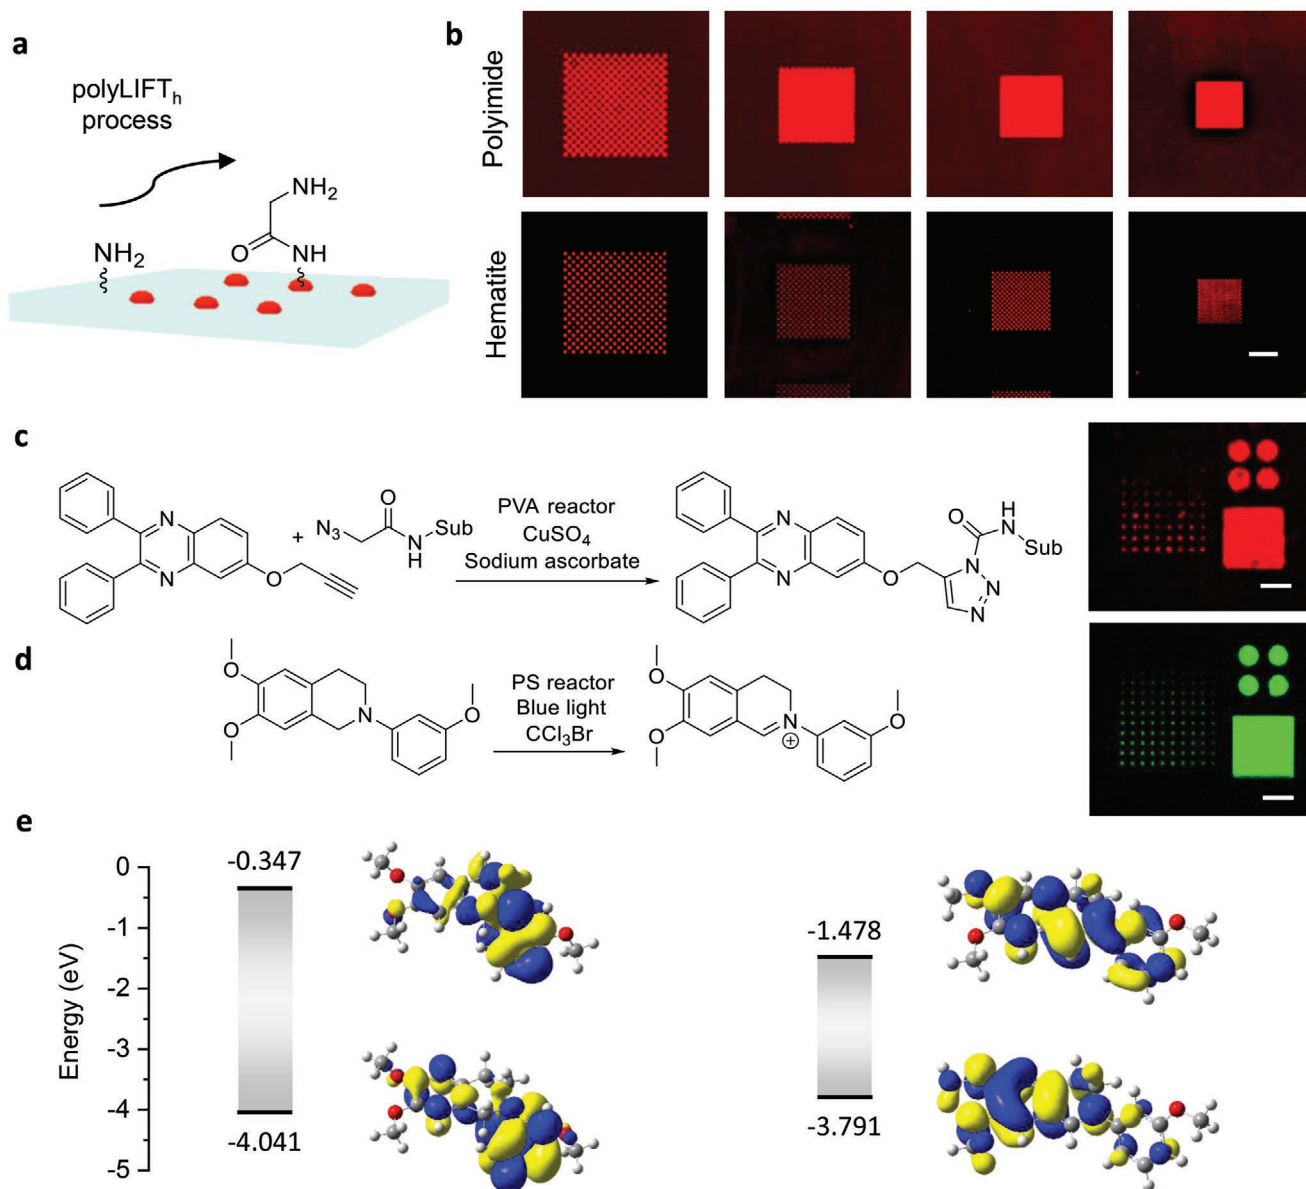 a
polyLIFTh
process
NH2
O
NH
NH2
b
Polyimide
Hematite
c
N
N
O
+
N3
O
N
H
Sub
PVA reactor
CuSO4
Sodium ascorbate
N
N
O
O
H
N
Sub
N
N
N
d
O
O
N
O
PS reactor
Blue light
CCl3Br
O
O
N
+
O
e
Energy (eV)
0
-1
-2
-3
-4
-5
-0.347
-4.041
-1.478
-3.791